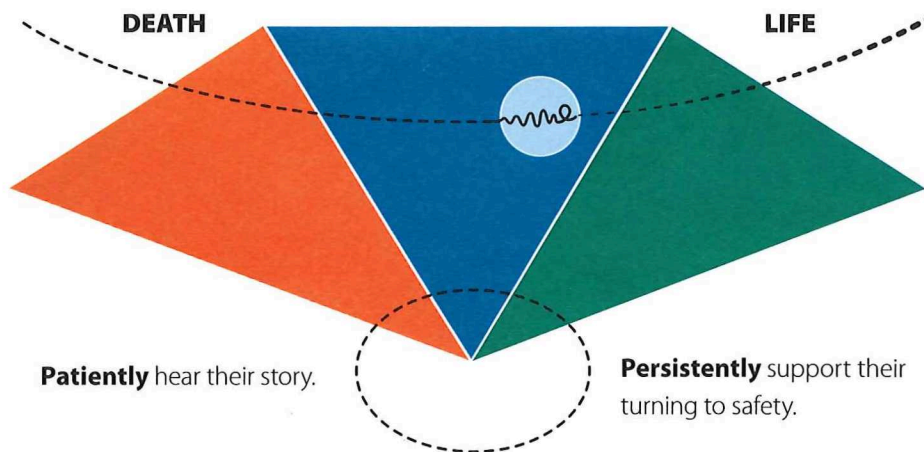 DEATH
LIFE
Patiently hear their story.
Persistently support their
turning to safety.